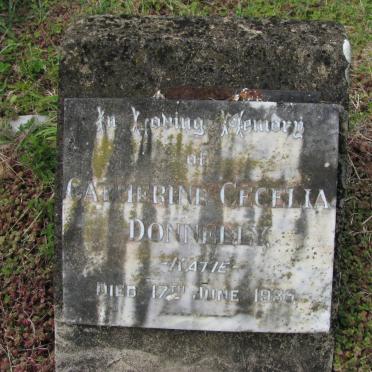 In Loving Memory
of
CATHERINE CECELIA
DONNELLY
-KATIE-
DIED 17TH JUNE